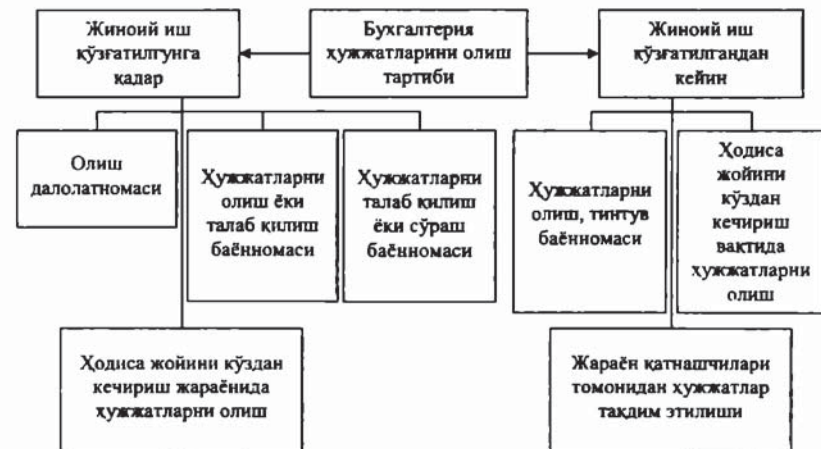 Жиноий иш
қўзғатилгунга
қадар
Бухгалтерия
ҳужжатларини олиш
тартиби
Жиноий иш
қўзғатилгандан
кейин
Олиш
далолатномаси
Ҳужжатларни
олиш ёки
талаб қилиш
баённомаси
Ҳужжатларни
талаб қилиш
ёки сўраш
баённомаси
Ҳужжатларни
олиш, тинтув
баённомаси
Ҳодиса
жойини
кўздан
кечириш
вактида
ҳужжатларни
олиш
Ҳодиса жойини кўздан
кечириш жараёнида
ҳужжатларни олиш
Жараён қатнашчилари
томонидан ҳужжатлар
тақдим этилиши